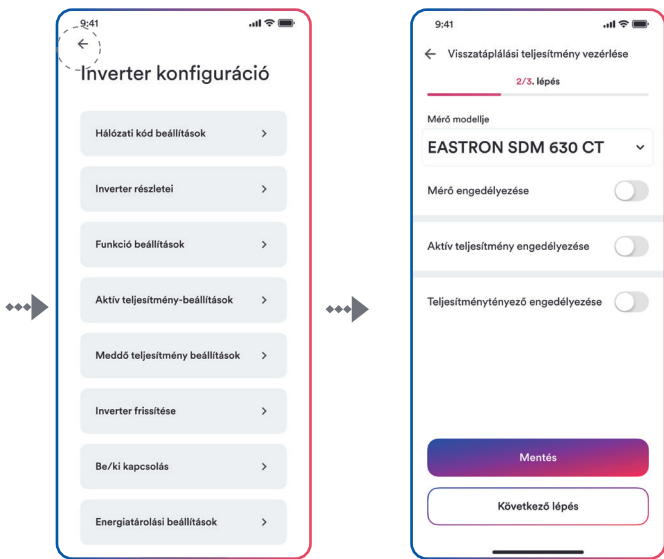 9:41
Inverter konfiguráció
Hálózati kód beállítások
Inverter részletei
Funkció beállítások
Aktív teljesítmény-beállítások
Meddő teljesítmény beállítások
Inverter frissítése
Be/ki kapcsolás
Energiatárolási beállítások
9:41
Visszatáplálási teljesítmény vezérlése
2/3. lépés
Mérő modellje
EASTRON SDM 630 CT
Mérő engedélyezése
Aktív teljesítmény engedélyezése
Teljesítménytényező engedélyezése
Mentés
Következő lépés